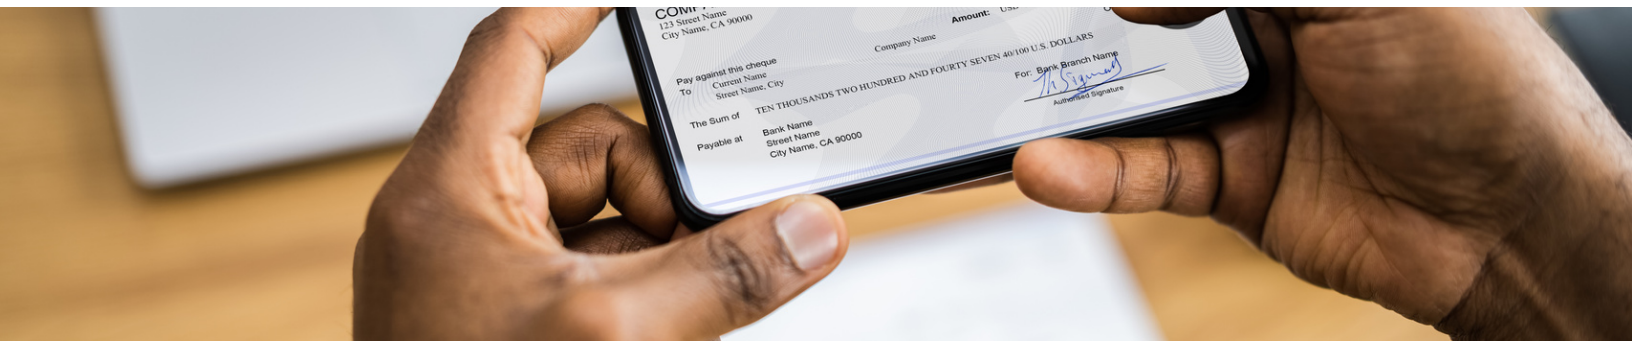 123 Street Name
City Name, CA 90000
Amount:
Company Name
Pay against this cheque
To Current Name
Street Name, City
The Sum of TEN THOUSANDS TWO HUNDRED AND FOURTY SEVEN 40/100 U.S. DOLLARS
For: Bank Branch Name
Authorised Signature
Payable at Bank Name
Street Name
City Name, CA 90000